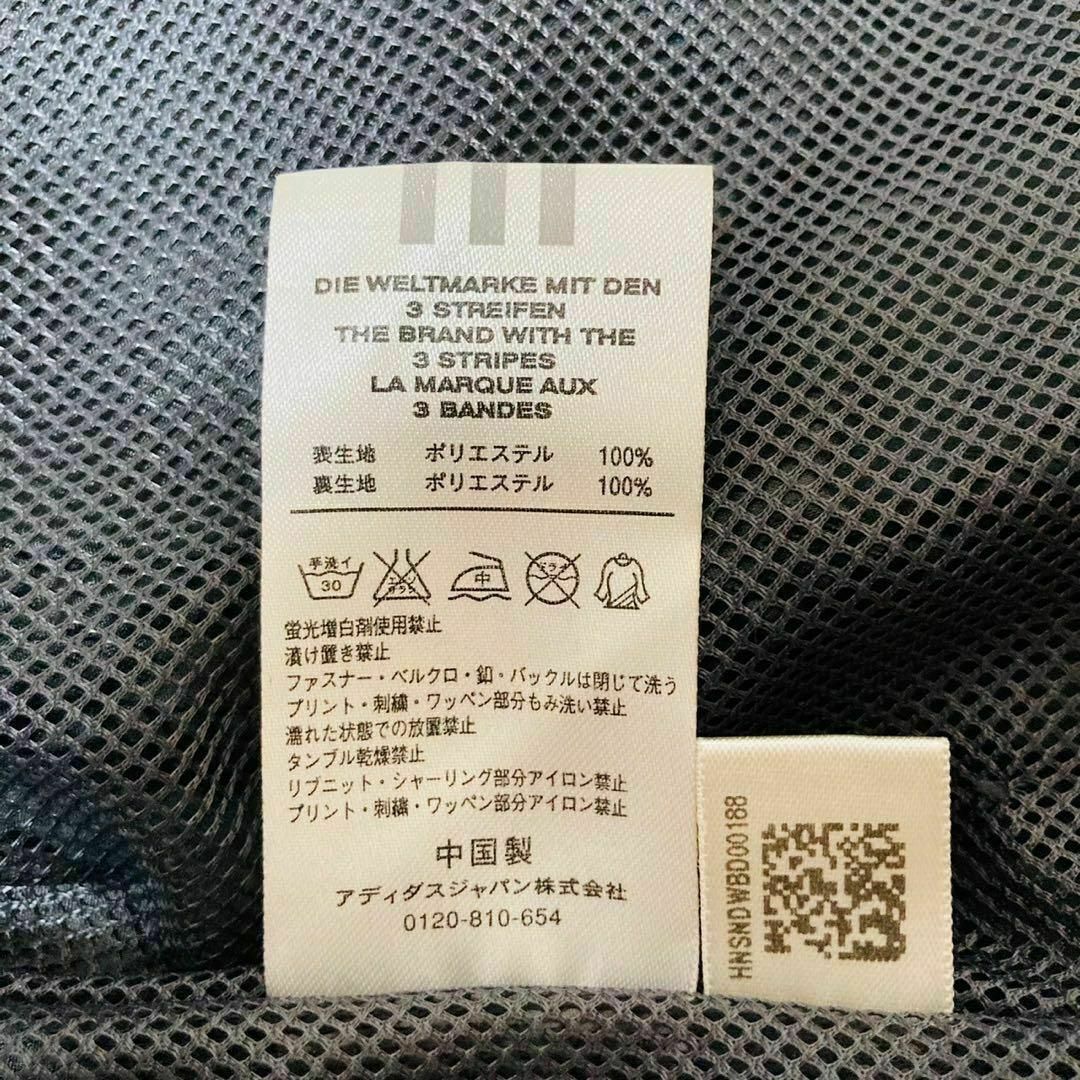 DIE WELTMARKE MIT DEN
3 STREIFEN
THE BRAND WITH THE
3 STRIPES
LA MARQUE AUX
3 BANDES
表生地 ポリエステル 100%
裏生地 ポリエステル 100%
手洗イ 30 エンソサラシ 中 ドライ
蛍光増白剤使用禁止
漬け置き禁止
ファスナー・ベルクロ・釦・バックルは閉じて洗う
プリント・刺繍・ワッペン部分もみ洗い禁止
濡れた状態での放置禁止
タンブル乾燥禁止
リブニット・シャーリング部分アイロン禁止
プリント・刺繍・ワッペン部分アイロン禁止
中国製
アディダスジャパン株式会社
0120-810-654
HNSNDWBD00188